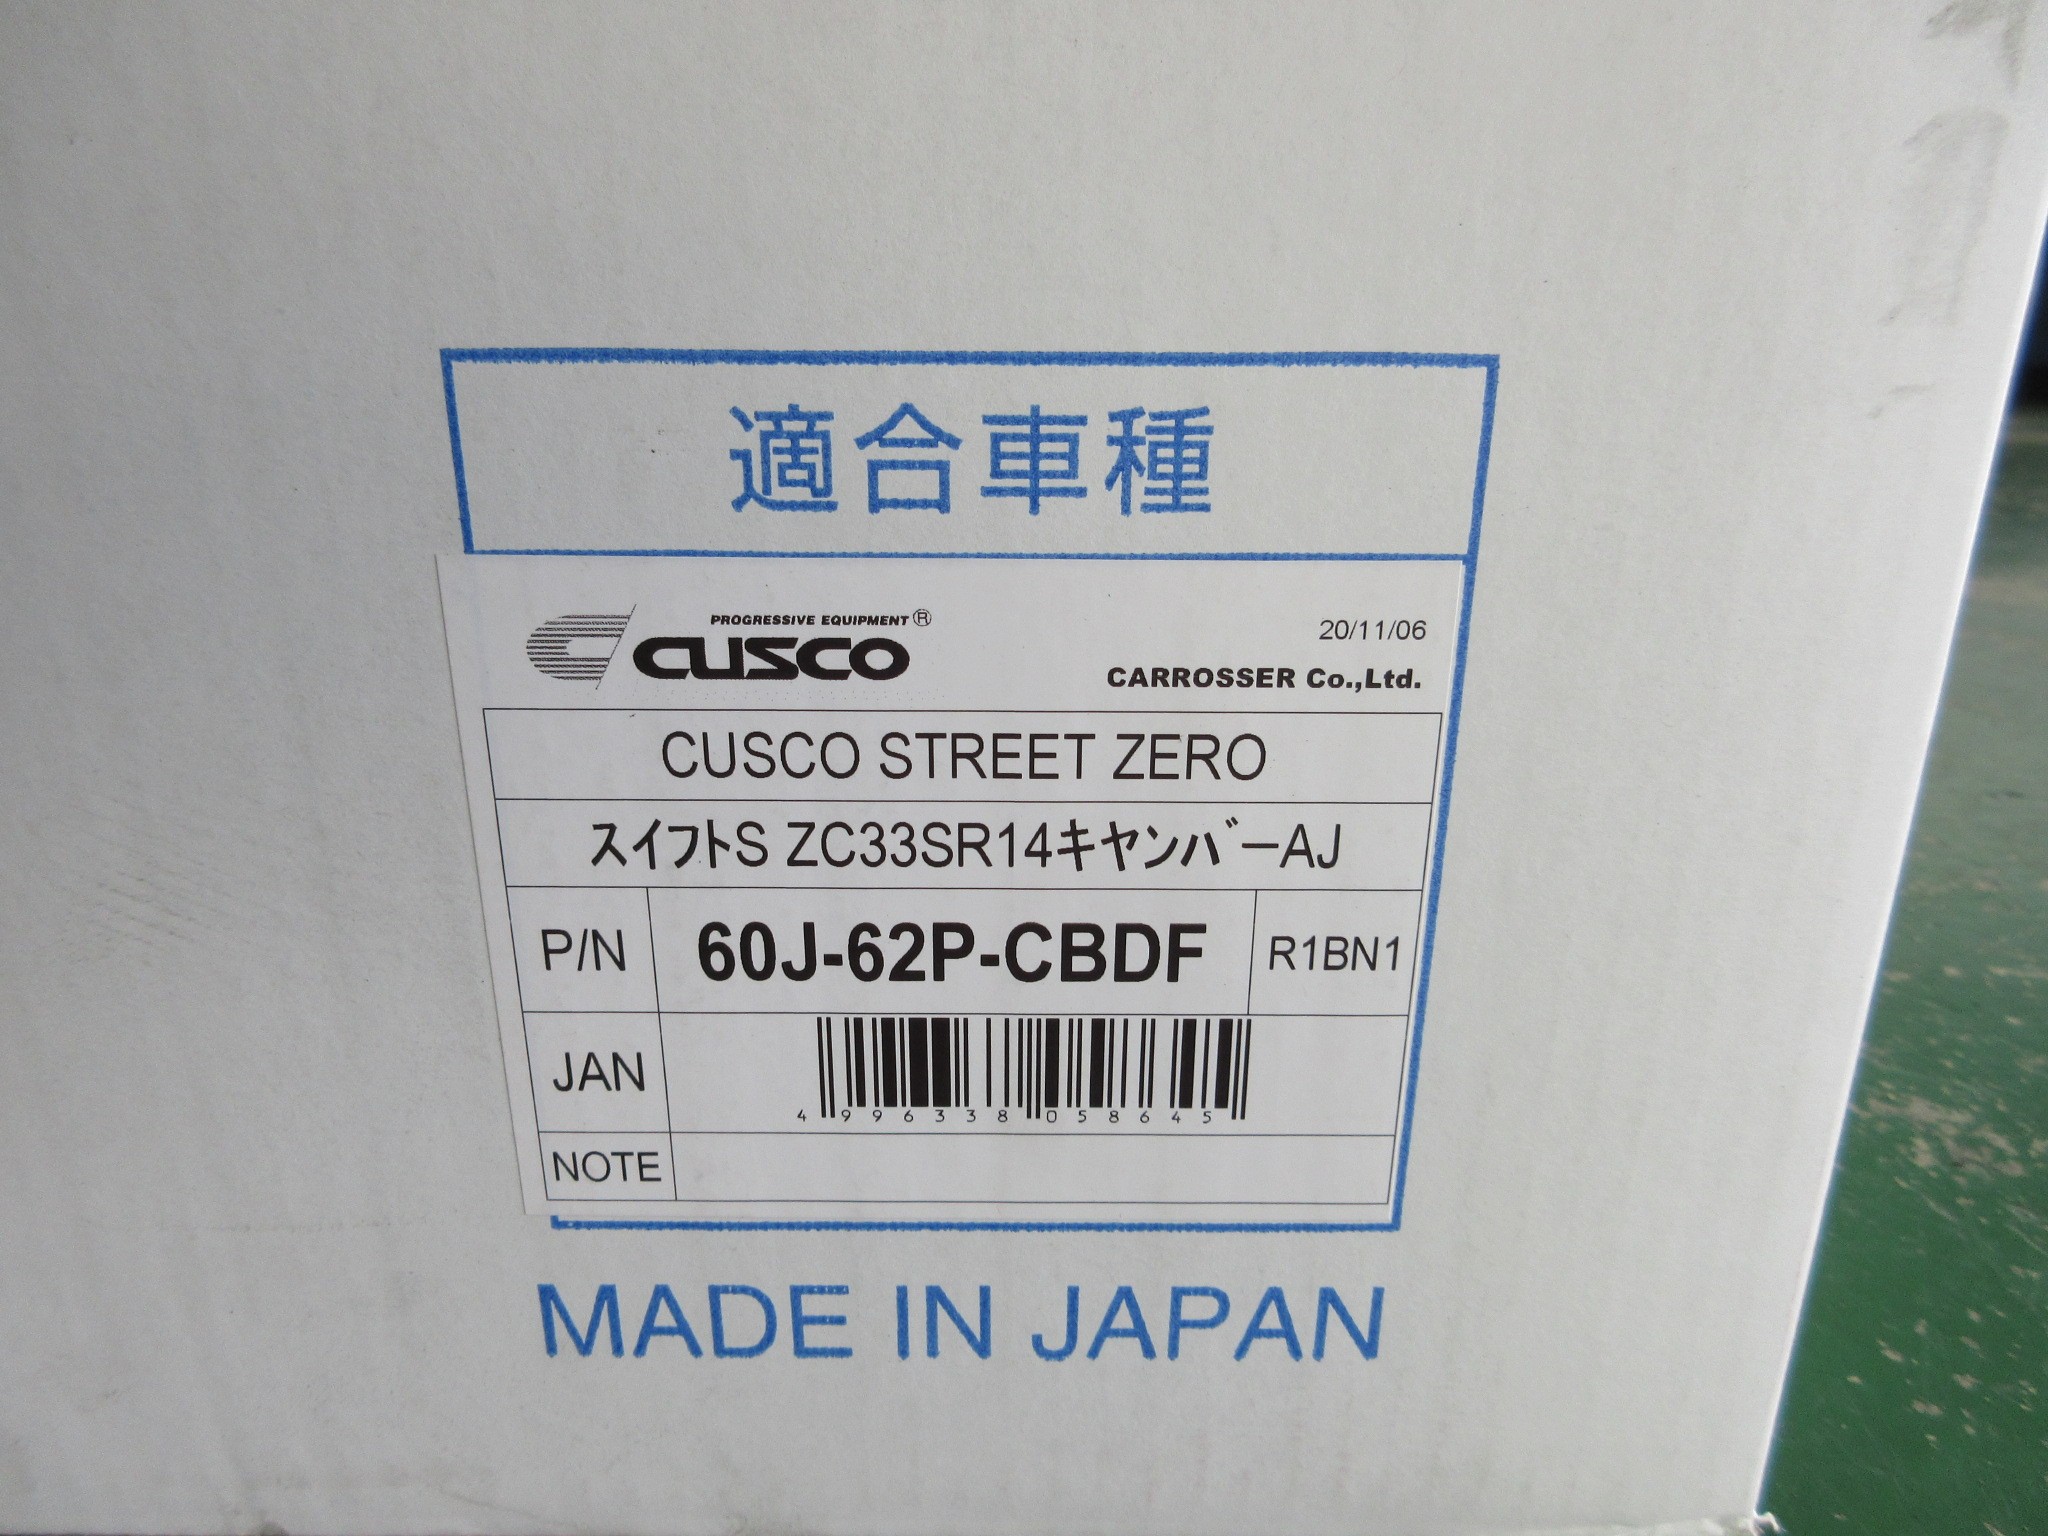 適合車種
PROGRESSIVE EQUIPMENT®
CUSCO
20/11/06
CARROSSER Co.,Ltd.
CUSCO STREET ZERO
スイフトS ZC33SR14キヤンバーAJ
P/N 60J-62P-CBDF R1BN1
JAN
4996338058645
NOTE
MADE IN JAPAN